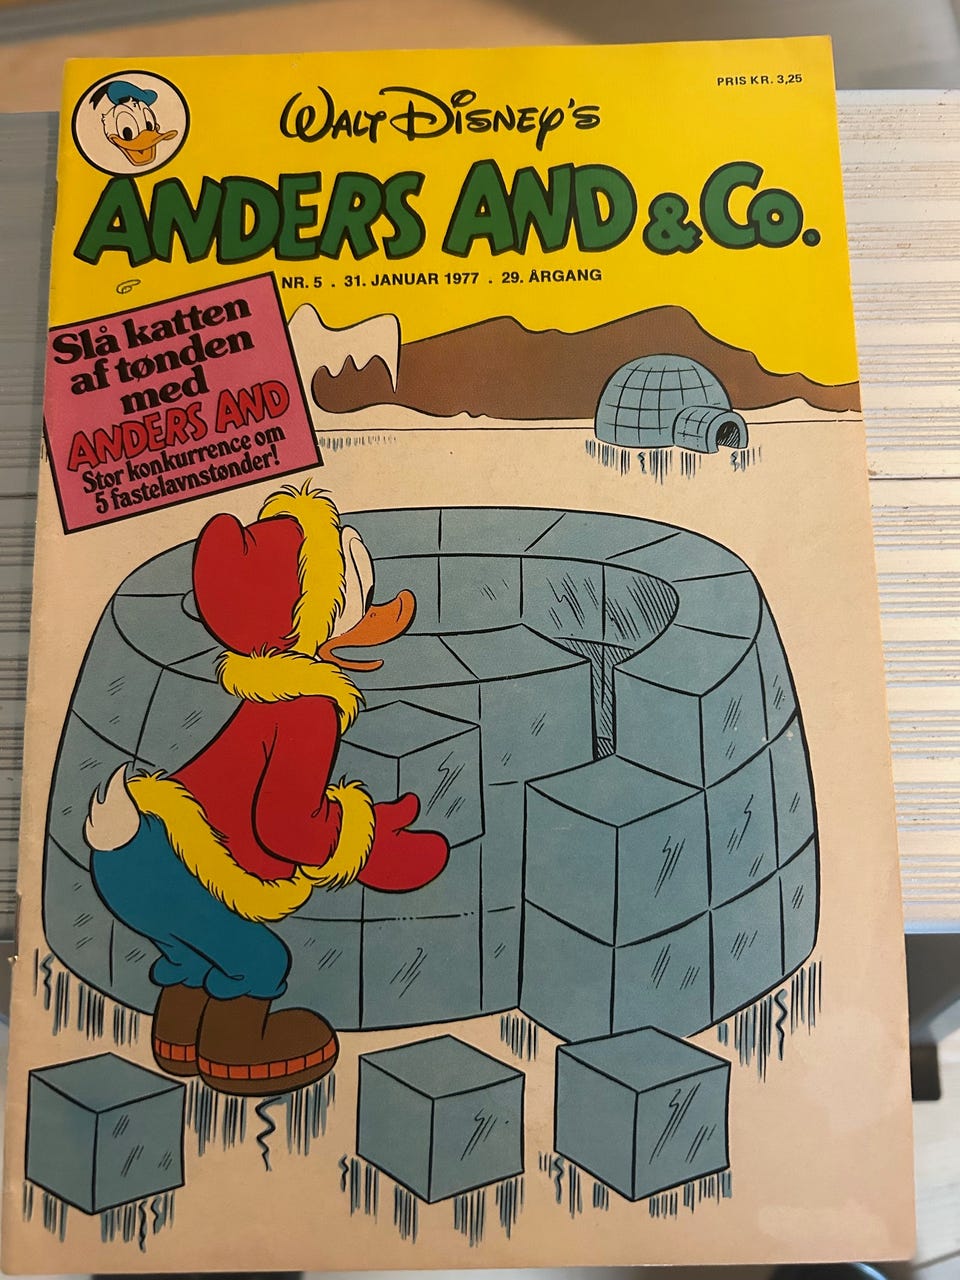 PRIS KR. 3,25
WALT DISNEY'S
ANDERS AND & CO.
NR. 5 . 31. JANUAR 1977 . 29. ÅRGANG
Slå katten
af tønden
med
ANDERS AND
Stor konkurrence om
5 fastelavnstønder!